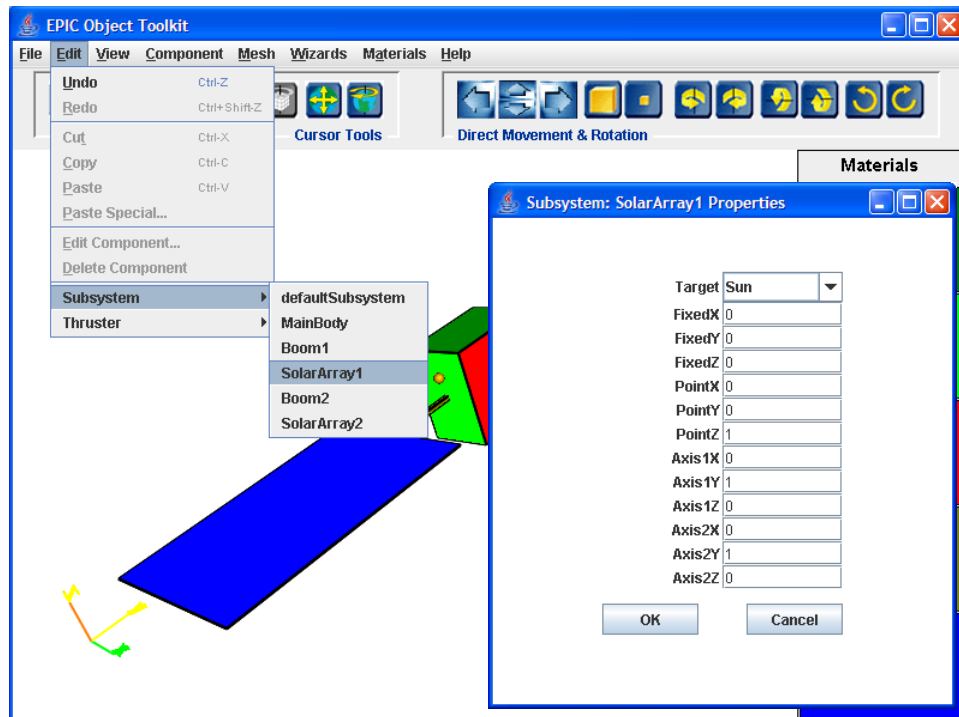 EPIC Object Toolkit
File Edit View Component Mesh Wizards Materials Help
Undo Ctrl-Z
Redo Ctrl+Shift-Z
Cut Ctrl-X
Copy Ctrl-C
Paste Ctrl-V
Paste Special...
Edit Component...
Delete Component
Subsystem
Thruster
defaultSubsystem
MainBody
Boom1
SolarArray1
Boom2
SolarArray2
Cursor Tools
Direct Movement & Rotation
Materials
Subsystem: SolarArray1 Properties
Target Sun
FixedX 0
FixedY 0
FixedZ 0
PointX 0
PointY 0
PointZ 1
Axis1X 0
Axis1Y 1
Axis1Z 0
Axis2X 0
Axis2Y 1
Axis2Z 0
OK Cancel